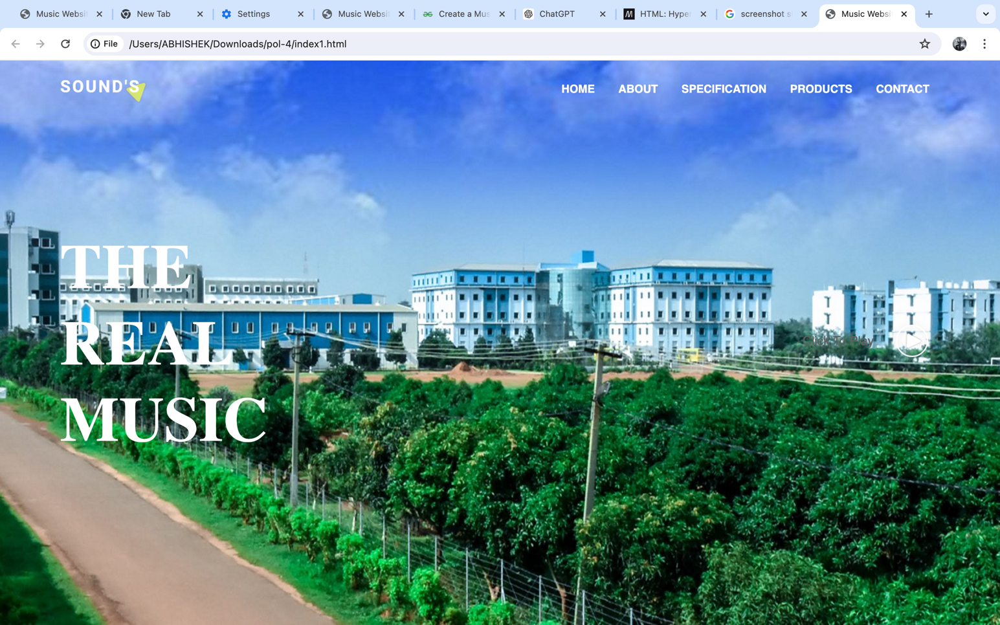 Music Websi
New Tab
Settings
Music Websi
Create a Mus
ChatGPT
HTML: Hyper
screenshot s
Music Websi
File
/Users/ABHISHEK/Downloads/pol-4/index1.html
SOUND'S
HOME
ABOUT
SPECIFICATION
PRODUCTS
CONTACT
THE
REAL
MUSIC
Click To Play